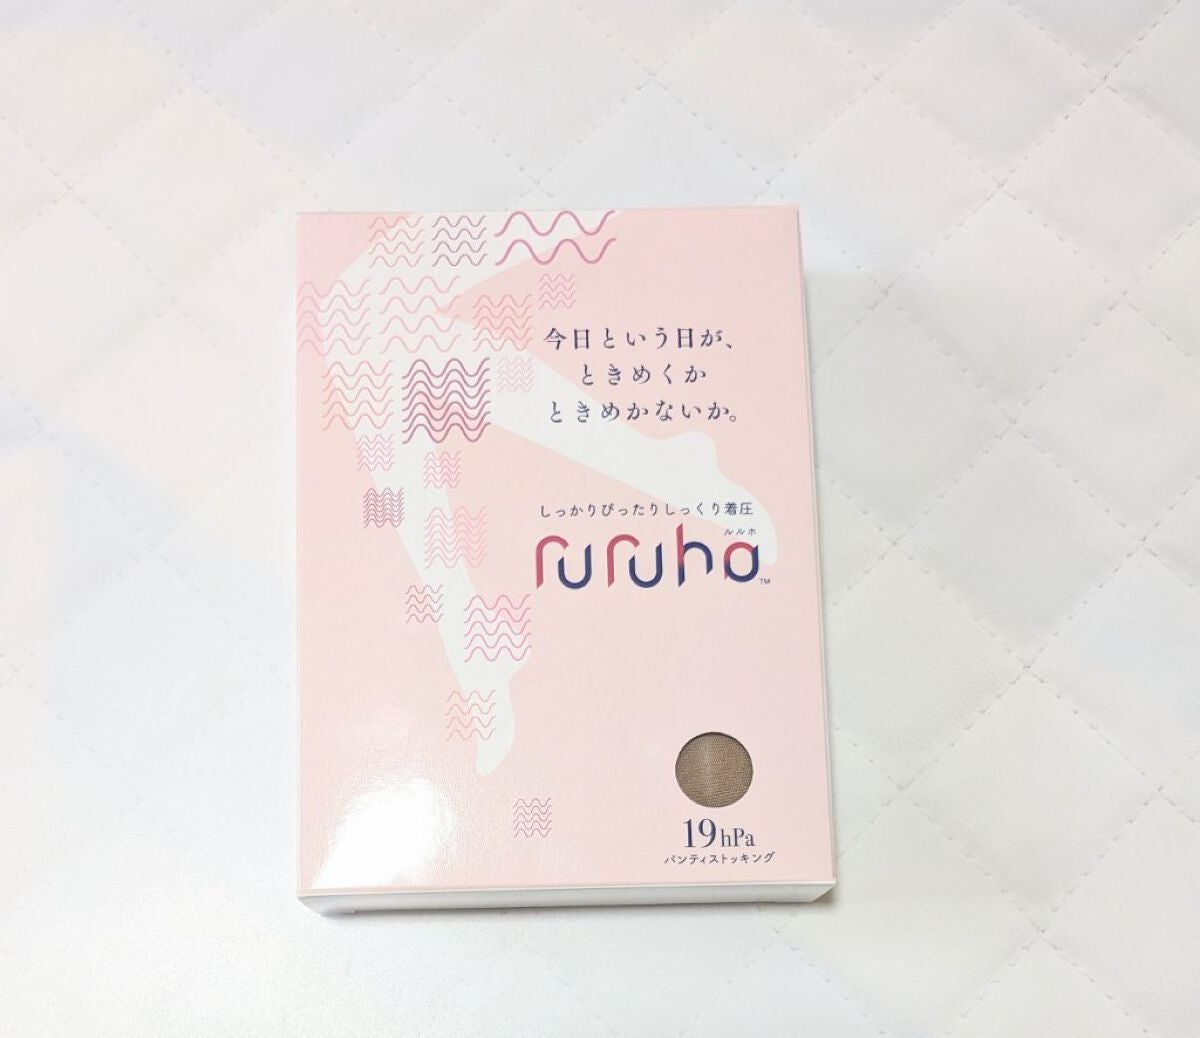 今日という日が、
ときめくか
ときめかないか。
しっかりぴったりしっくり着圧
ルルホ
ruruha™
19hPa
パンティストッキング